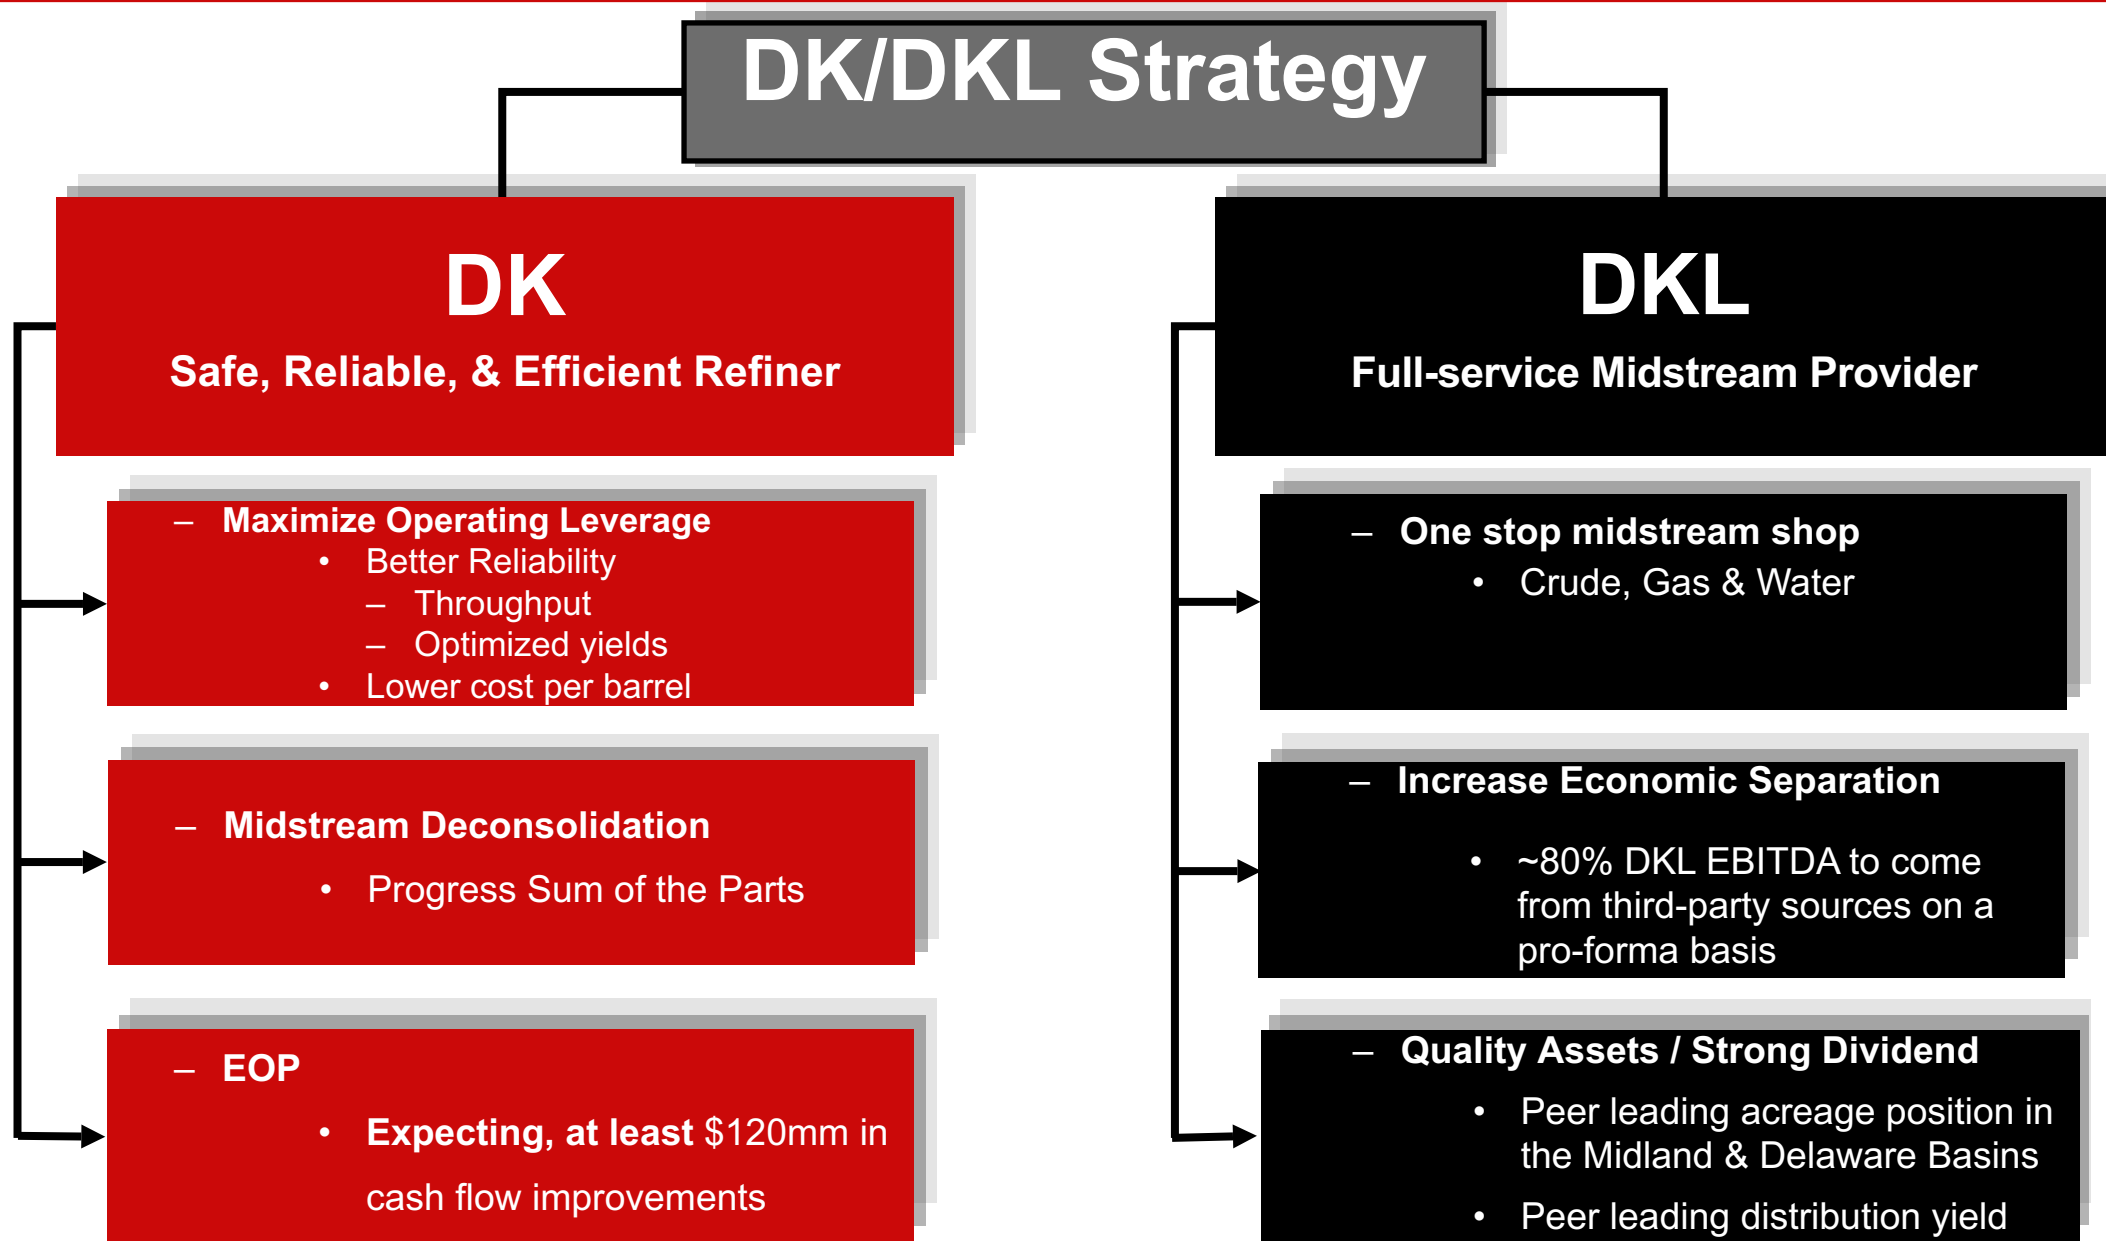 DK/DKL Strategy
DK
Safe, Reliable, & Efficient Refiner
– Maximize Operating Leverage
• Better Reliability
– Throughput
– Optimized yields
• Lower cost per barrel
– Midstream Deconsolidation
• Progress Sum of the Parts
– EOP
• Expecting, at least $120mm in
cash flow improvements
DKL
Full-service Midstream Provider
– One stop midstream shop
• Crude, Gas & Water
– Increase Economic Separation
• ~80% DKL EBITDA to come
from third-party sources on a
pro-forma basis
– Quality Assets / Strong Dividend
• Peer leading acreage position in
the Midland & Delaware Basins
• Peer leading distribution yield